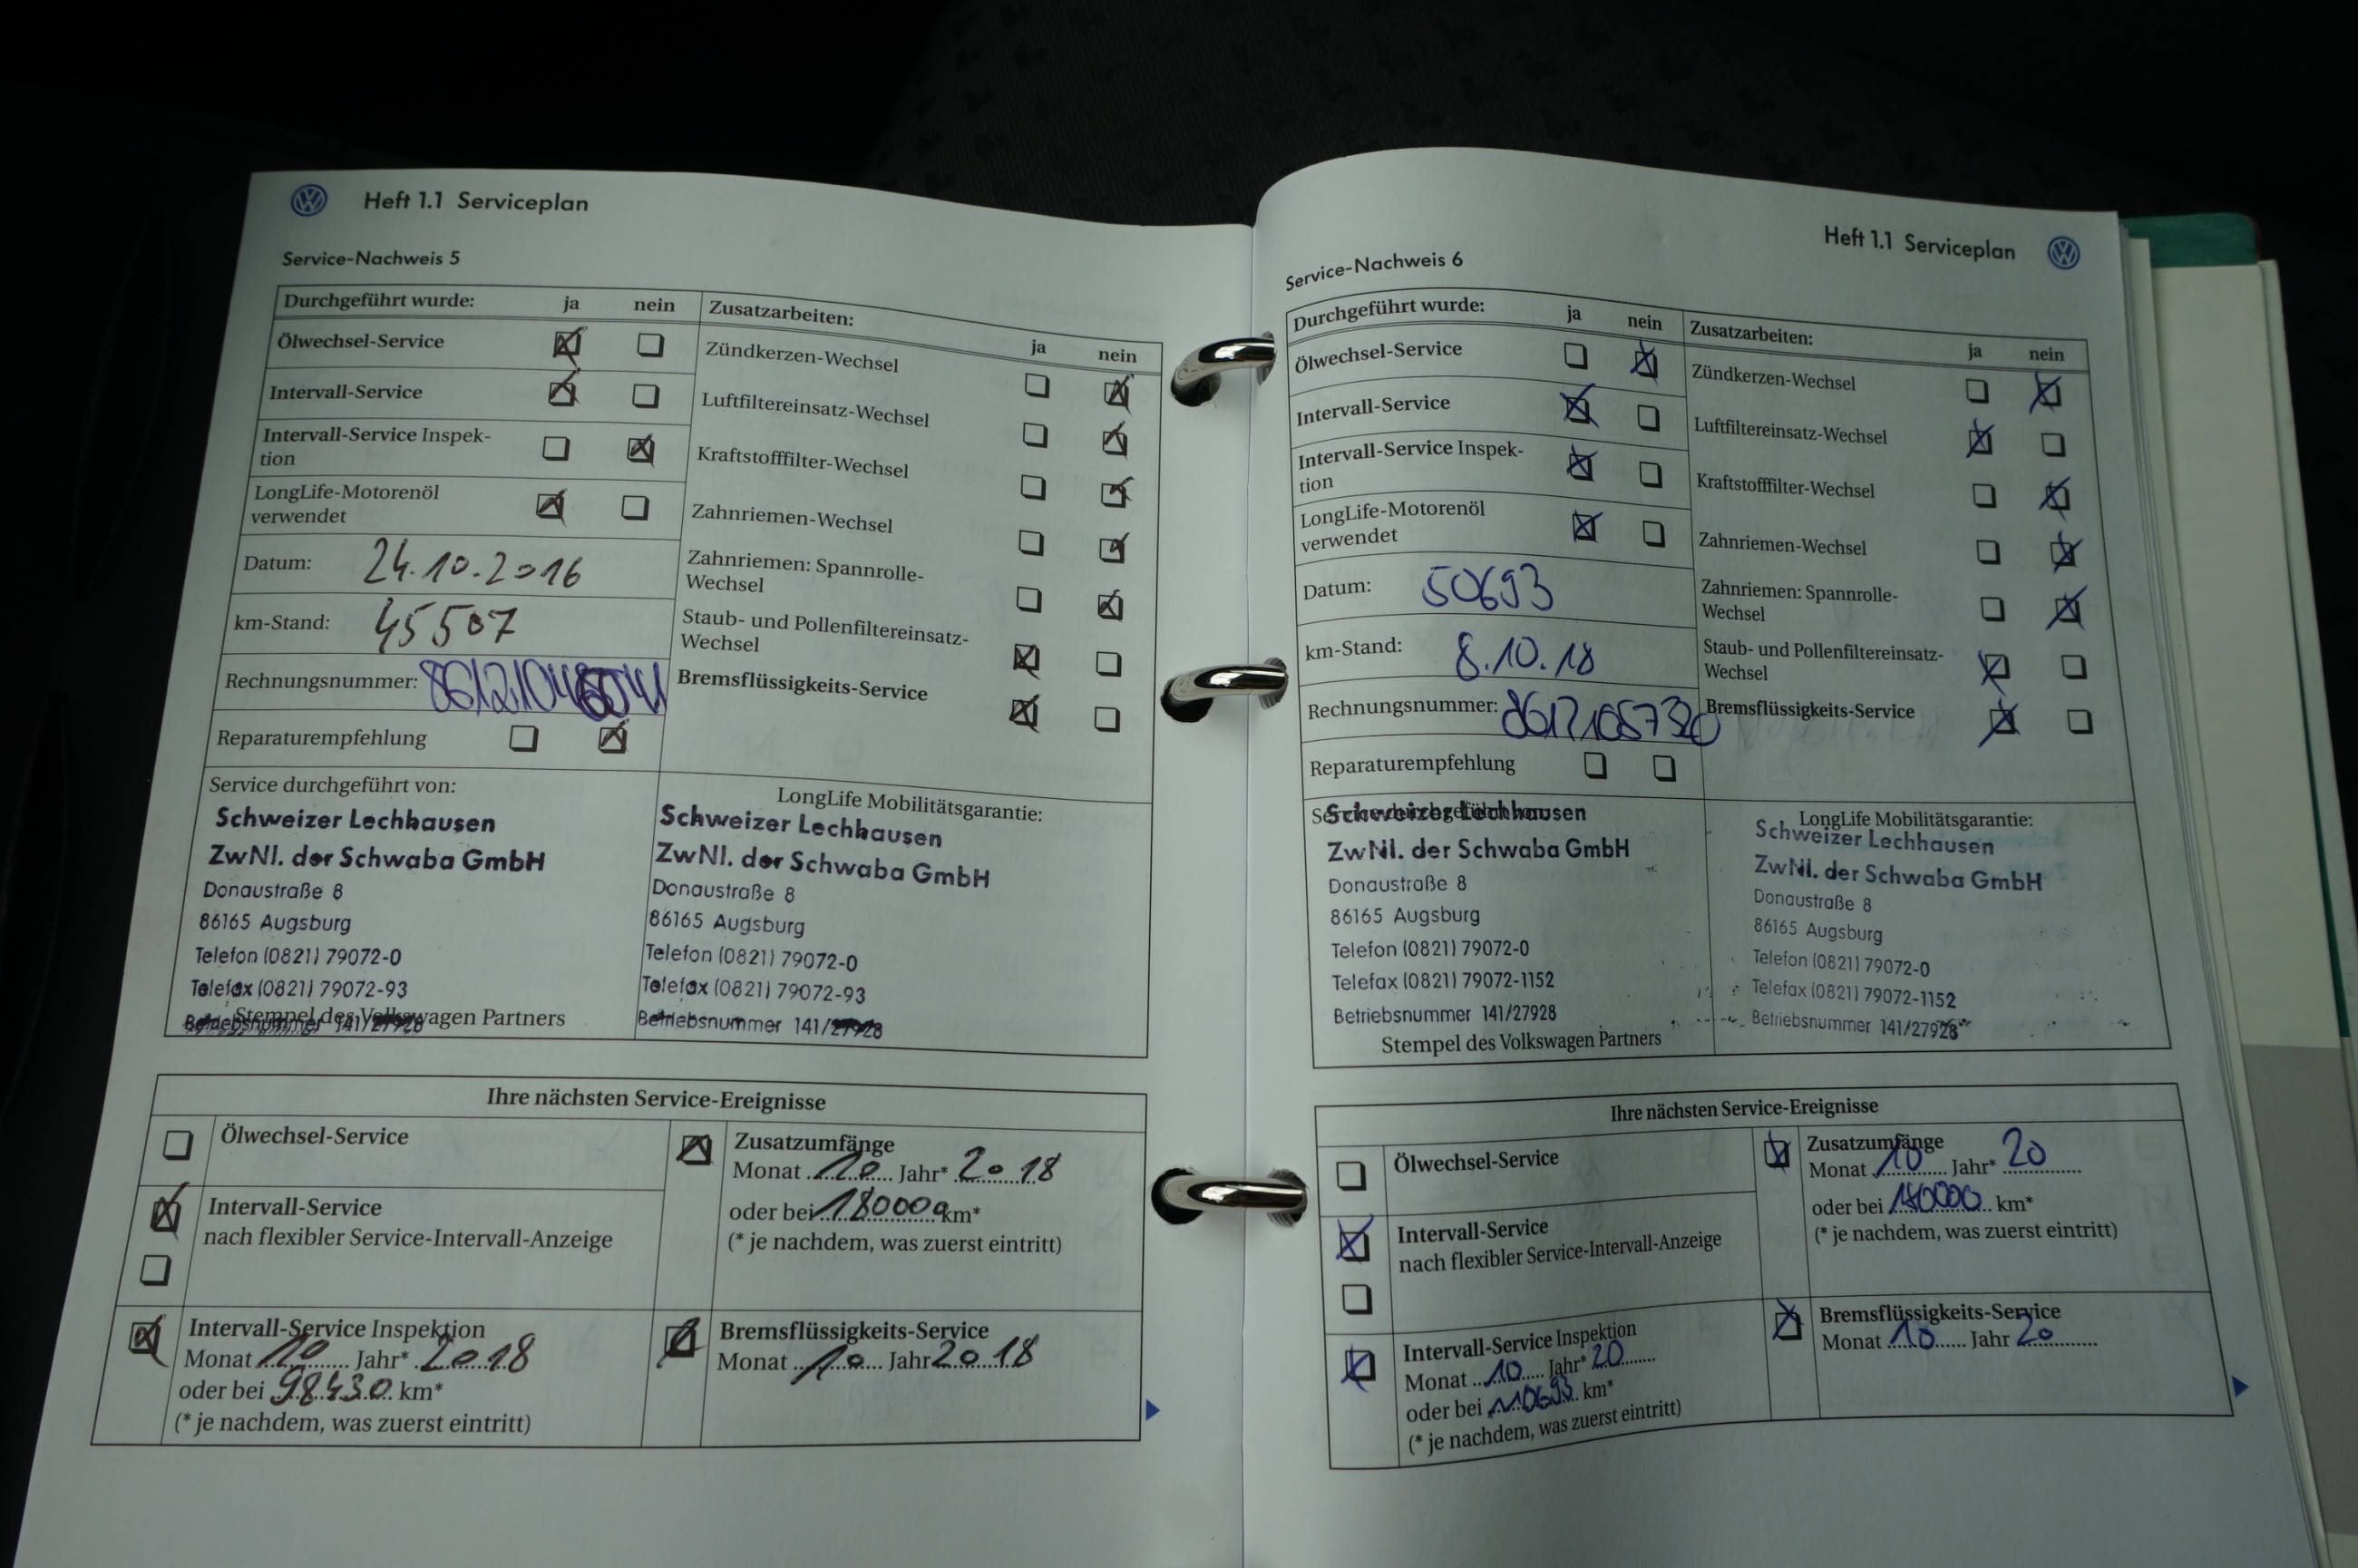 Heft 1.1 Serviceplan
Service-Nachweis 5
Durchgeführt wurde: ja nein
Ölwechsel-Service
Intervall-Service
Intervall-Service Inspek-
tion
LongLife-Motorenöl
verwendet
Datum: 24.10.2016
km-Stand: 45507
Rechnungsnummer:
Reparaturempfehlung
Zusatzarbeiten:
ja nein
Zündkerzen-Wechsel
Luftfiltereinsatz-Wechsel
Kraftstofffilter-Wechsel
Zahnriemen-Wechsel
Zahnriemen: Spannrolle-
Wechsel
Staub- und Pollenfiltereinsatz-
Wechsel
Bremsflüssigkeits-Service
Service durchgeführt von:
Schweizer Lechhausen
ZwNl. der Schwaba GmbH
Donaustraße 8
86165 Augsburg
Telefon (0821) 79072-0
Telefax (0821) 79072-93
Betriebsnummer 141/27928
Stempel des Volkswagen Partners
LongLife Mobilitätsgarantie:
Schweizer Lechhausen
ZwNl. der Schwaba GmbH
Donaustraße 8
86165 Augsburg
Telefon (0821) 79072-0
Telefax (0821) 79072-93
Betriebsnummer 141/27928
Ihre nächsten Service-Ereignisse
Ölwechsel-Service
Intervall-Service
nach flexibler Service-Intervall-Anzeige
Intervall-Service Inspektion
Monat 10 Jahr* 2018
oder bei 98430 km*
(* je nachdem, was zuerst eintritt)
Zusatzumfänge
Monat 10 Jahr* 2018
oder bei 180000 km*
(* je nachdem, was zuerst eintritt)
Bremsflüssigkeits-Service
Monat 10 Jahr 2018
Heft 1.1 Serviceplan
Service-Nachweis 6
Durchgeführt wurde: ja nein
Ölwechsel-Service
Intervall-Service
Intervall-Service Inspek-
tion
LongLife-Motorenöl
verwendet
Datum: 50693
km-Stand: 8.10.18
Rechnungsnummer:
Reparaturempfehlung
Zusatzarbeiten:
ja nein
Zündkerzen-Wechsel
Luftfiltereinsatz-Wechsel
Kraftstofffilter-Wechsel
Zahnriemen-Wechsel
Zahnriemen: Spannrolle-
Wechsel
Staub- und Pollenfiltereinsatz-
Wechsel
Bremsflüssigkeits-Service
Schweizer Lechhausen
ZwNl. der Schwaba GmbH
Donaustraße 8
86165 Augsburg
Telefon (0821) 79072-0
Telefax (0821) 79072-1152
Betriebsnummer 141/27928
Stempel des Volkswagen Partners
LongLife Mobilitätsgarantie:
Schweizer Lechhausen
ZwNl. der Schwaba GmbH
Donaustraße 8
86165 Augsburg
Telefon (0821) 79072-0
Telefax (0821) 79072-1152
Betriebsnummer 141/27928
Ihre nächsten Service-Ereignisse
Ölwechsel-Service
Intervall-Service
nach flexibler Service-Intervall-Anzeige
Intervall-Service Inspektion
Monat 10 Jahr* 20
oder bei 110693 km*
(* je nachdem, was zuerst eintritt)
Zusatzumfänge
Monat 10 Jahr* 20
oder bei 180000 km*
(* je nachdem, was zuerst eintritt)
Bremsflüssigkeits-Service
Monat 10 Jahr 20